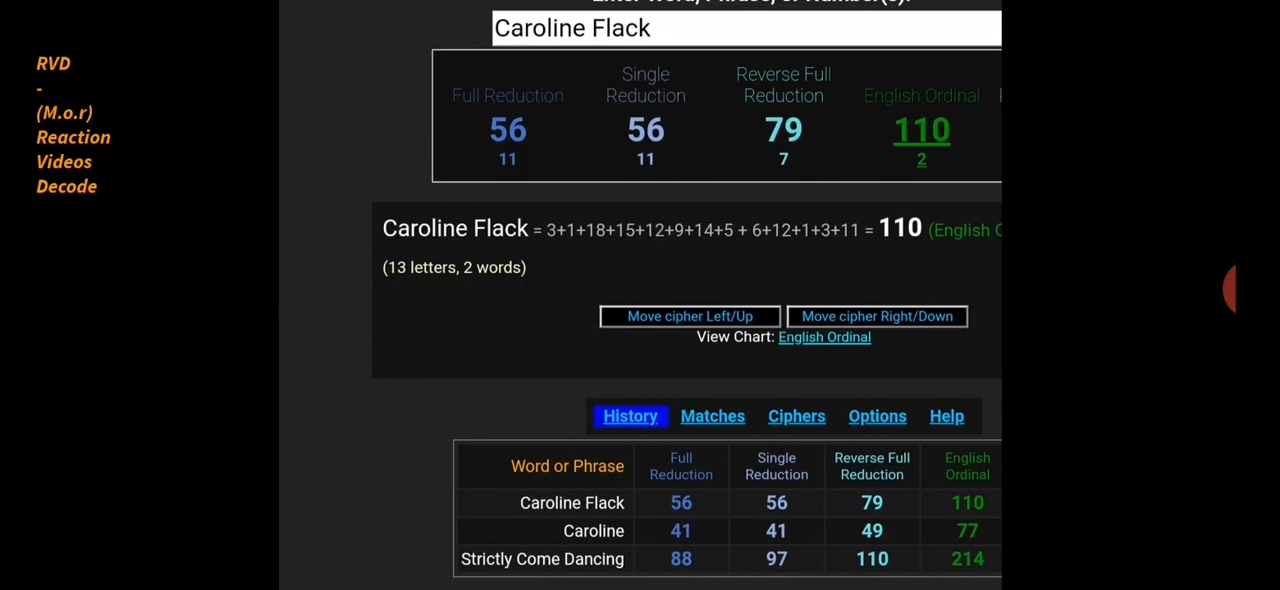 RVD
-
(M.o.r)
Reaction
Videos
Decode
Caroline Flack
Full Reduction
56
11
Single
Reduction
56
11
Reverse Full
Reduction
79
7
English Ordinal
110
2
Caroline Flack = 3+1+18+15+12+9+14+5 + 6+12+1+3+11 = 110 (English O
(13 letters, 2 words)
Move cipher Left/Up Move cipher Right/Down
View Chart: English Ordinal
History Matches Ciphers Options Help
Word or Phrase Full Reduction Single Reduction Reverse Full Reduction English Ordinal
Caroline Flack 56 56 79 110
Caroline 41 41 49 77
Strictly Come Dancing 88 97 110 214